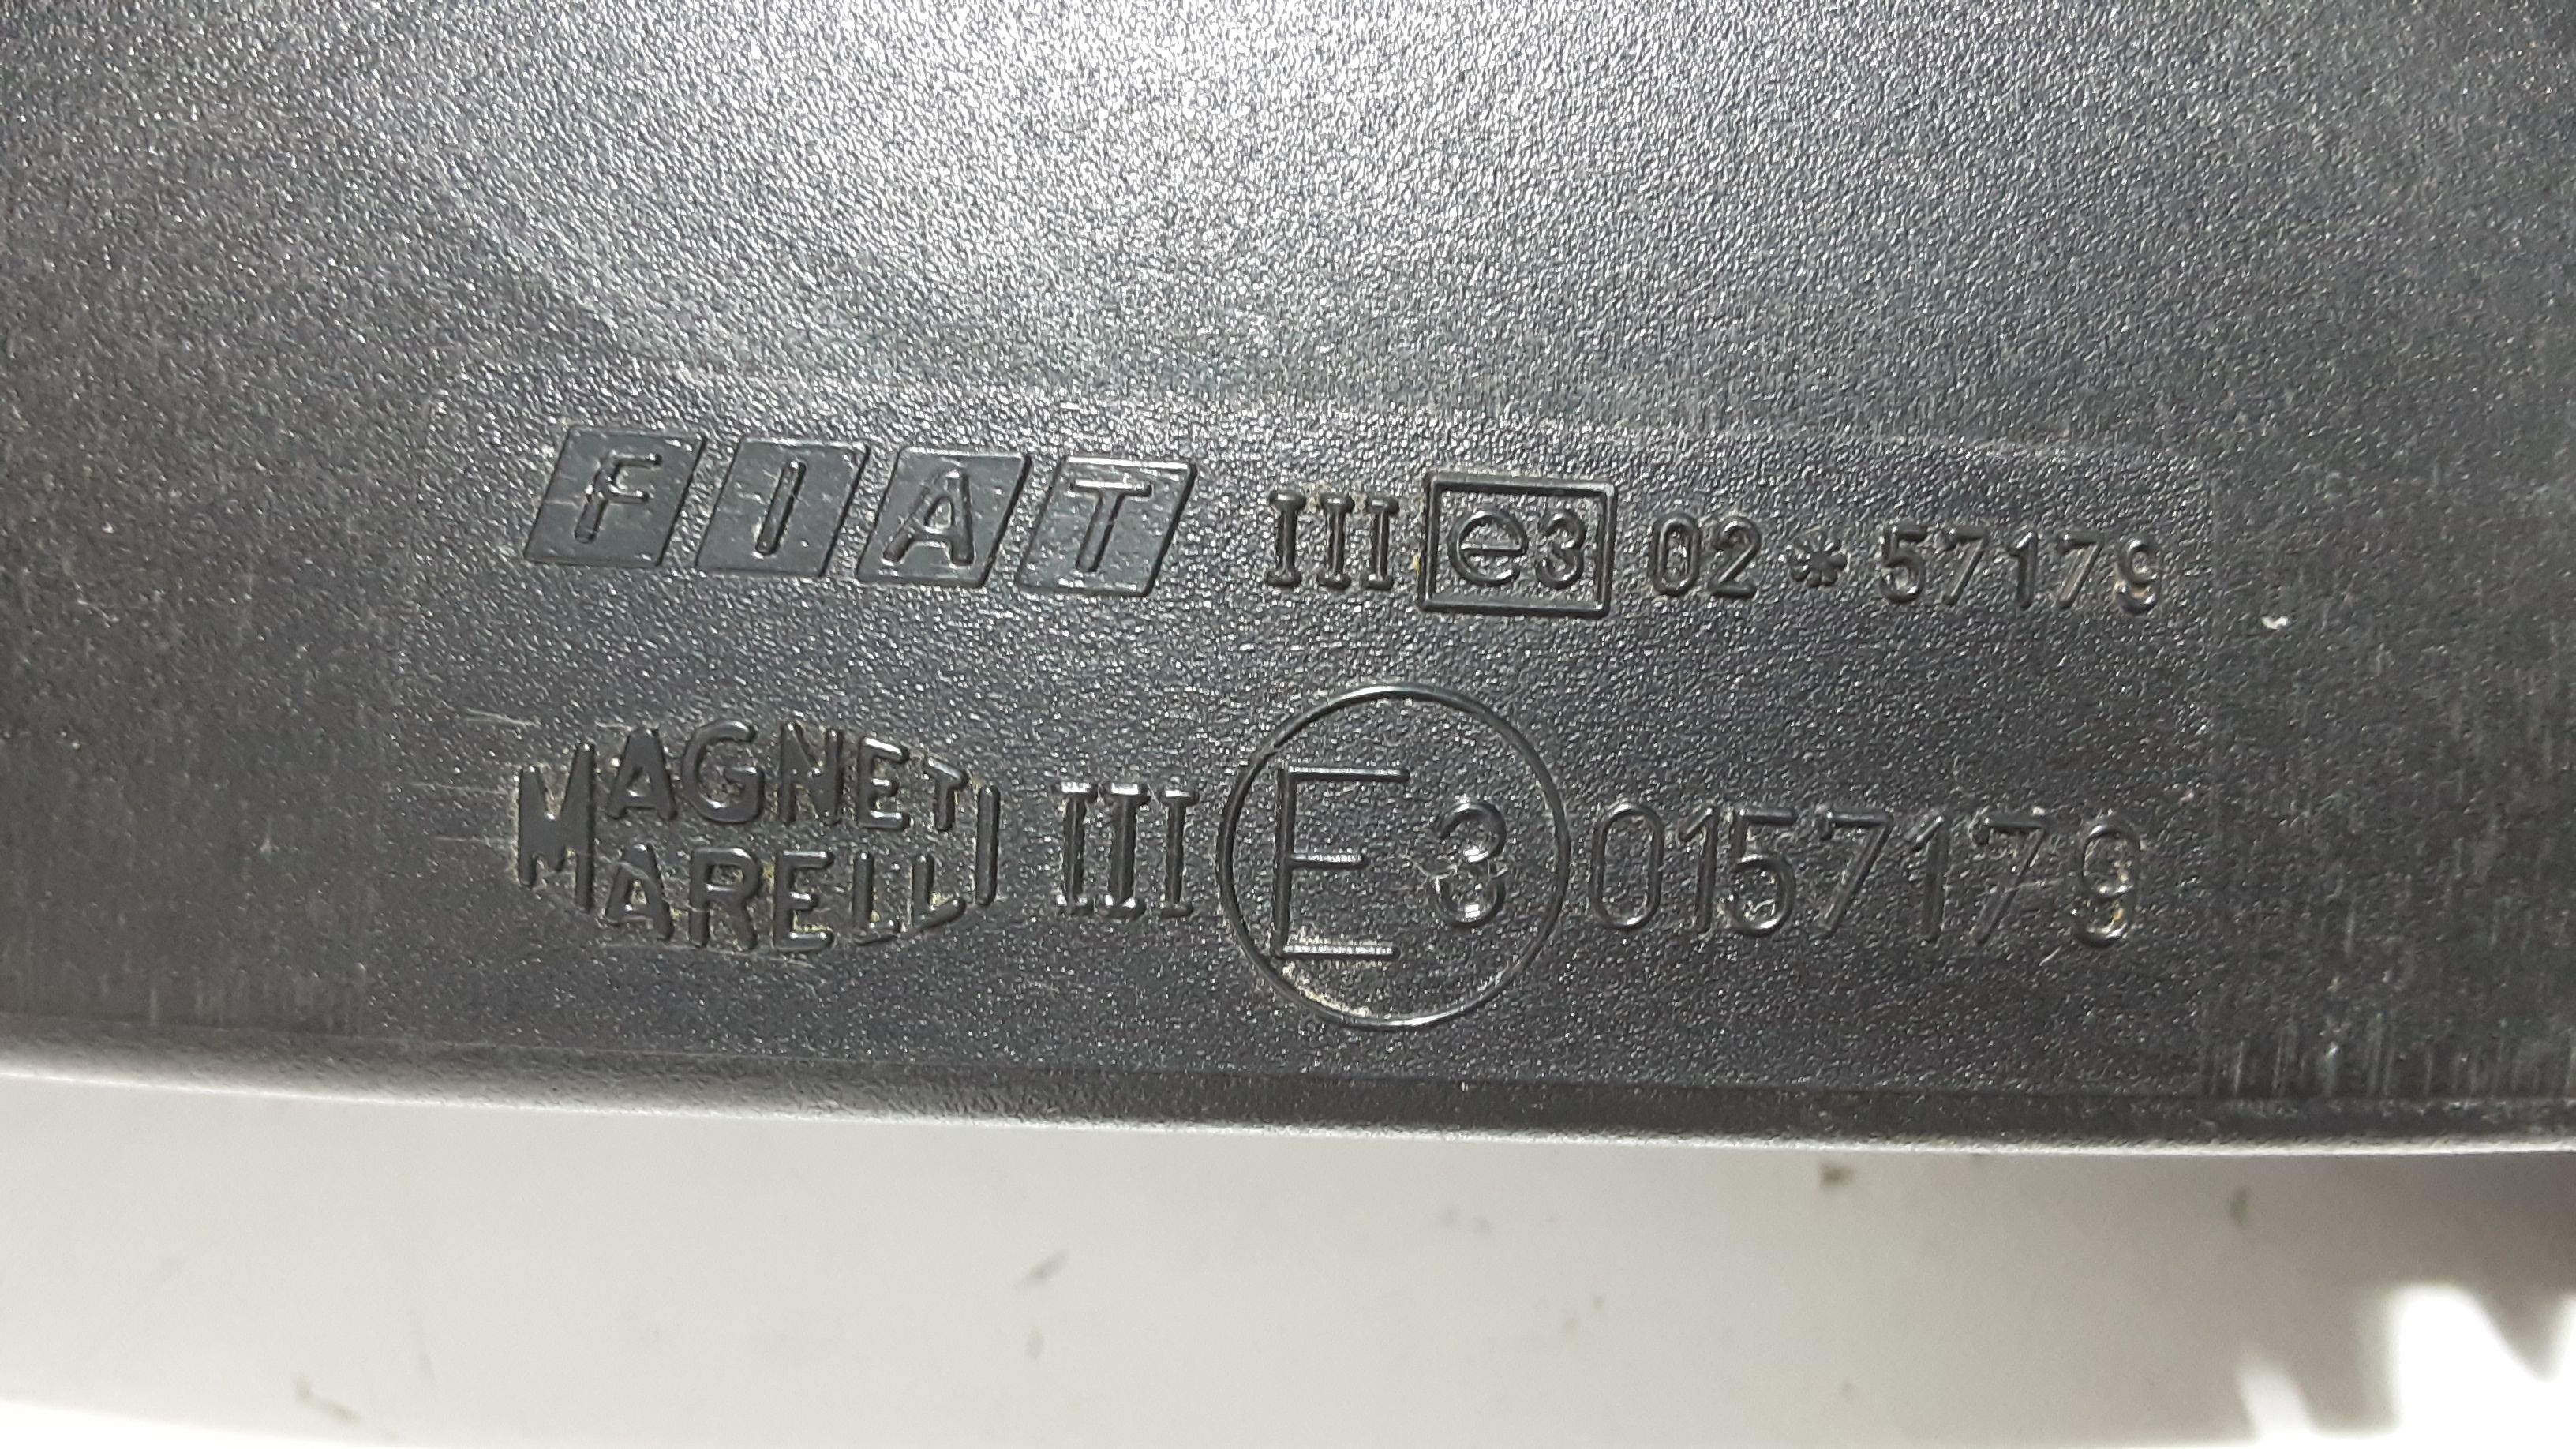 FIAT III e3 02*57179
MAGNETI MARELLI III E3 0157179